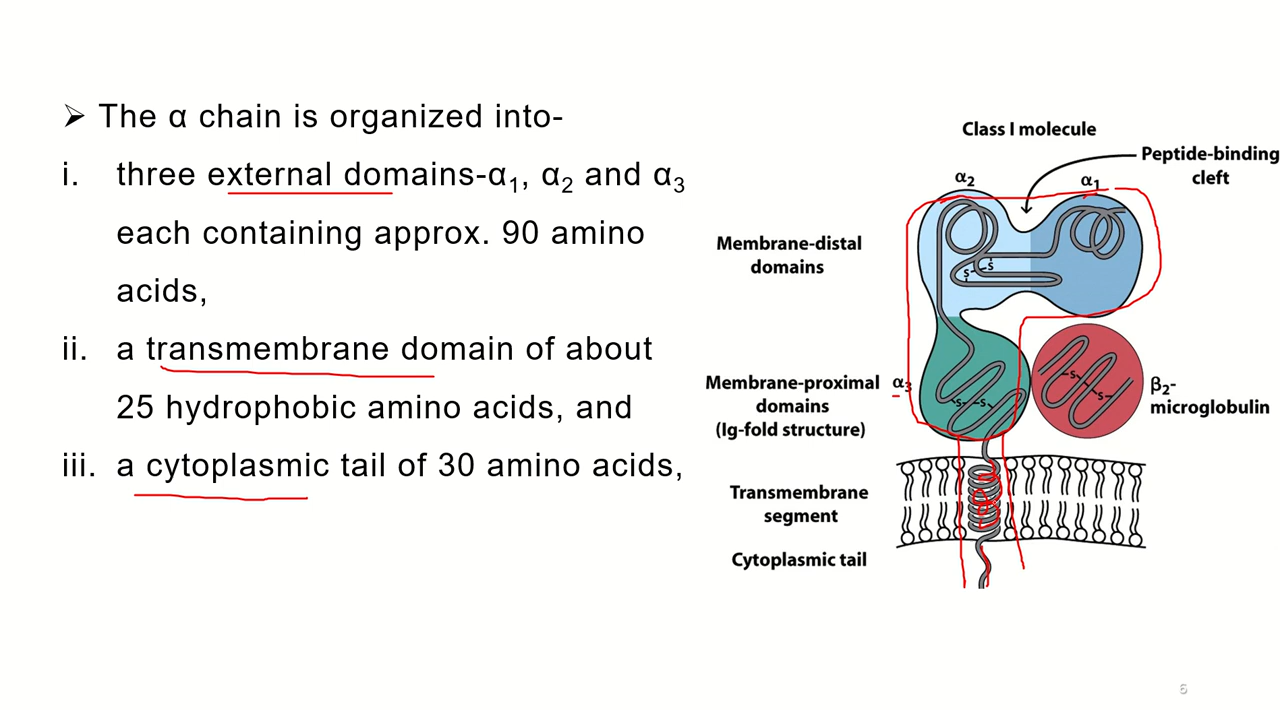 ➢ The α chain is organized into-
i. three external domains-α₁, α₂ and α₃
each containing approx. 90 amino
acids,
ii. a transmembrane domain of about
25 hydrophobic amino acids, and
iii. a cytoplasmic tail of 30 amino acids,
Class I molecule
Peptide-binding
cleft
α₂
α₁
Membrane-distal
domains
S
S
Membrane-proximal
domains
(Ig-fold structure)
α₃
S
S
S
S
β₂-
microglobulin
Transmembrane
segment
Cytoplasmic tail
6